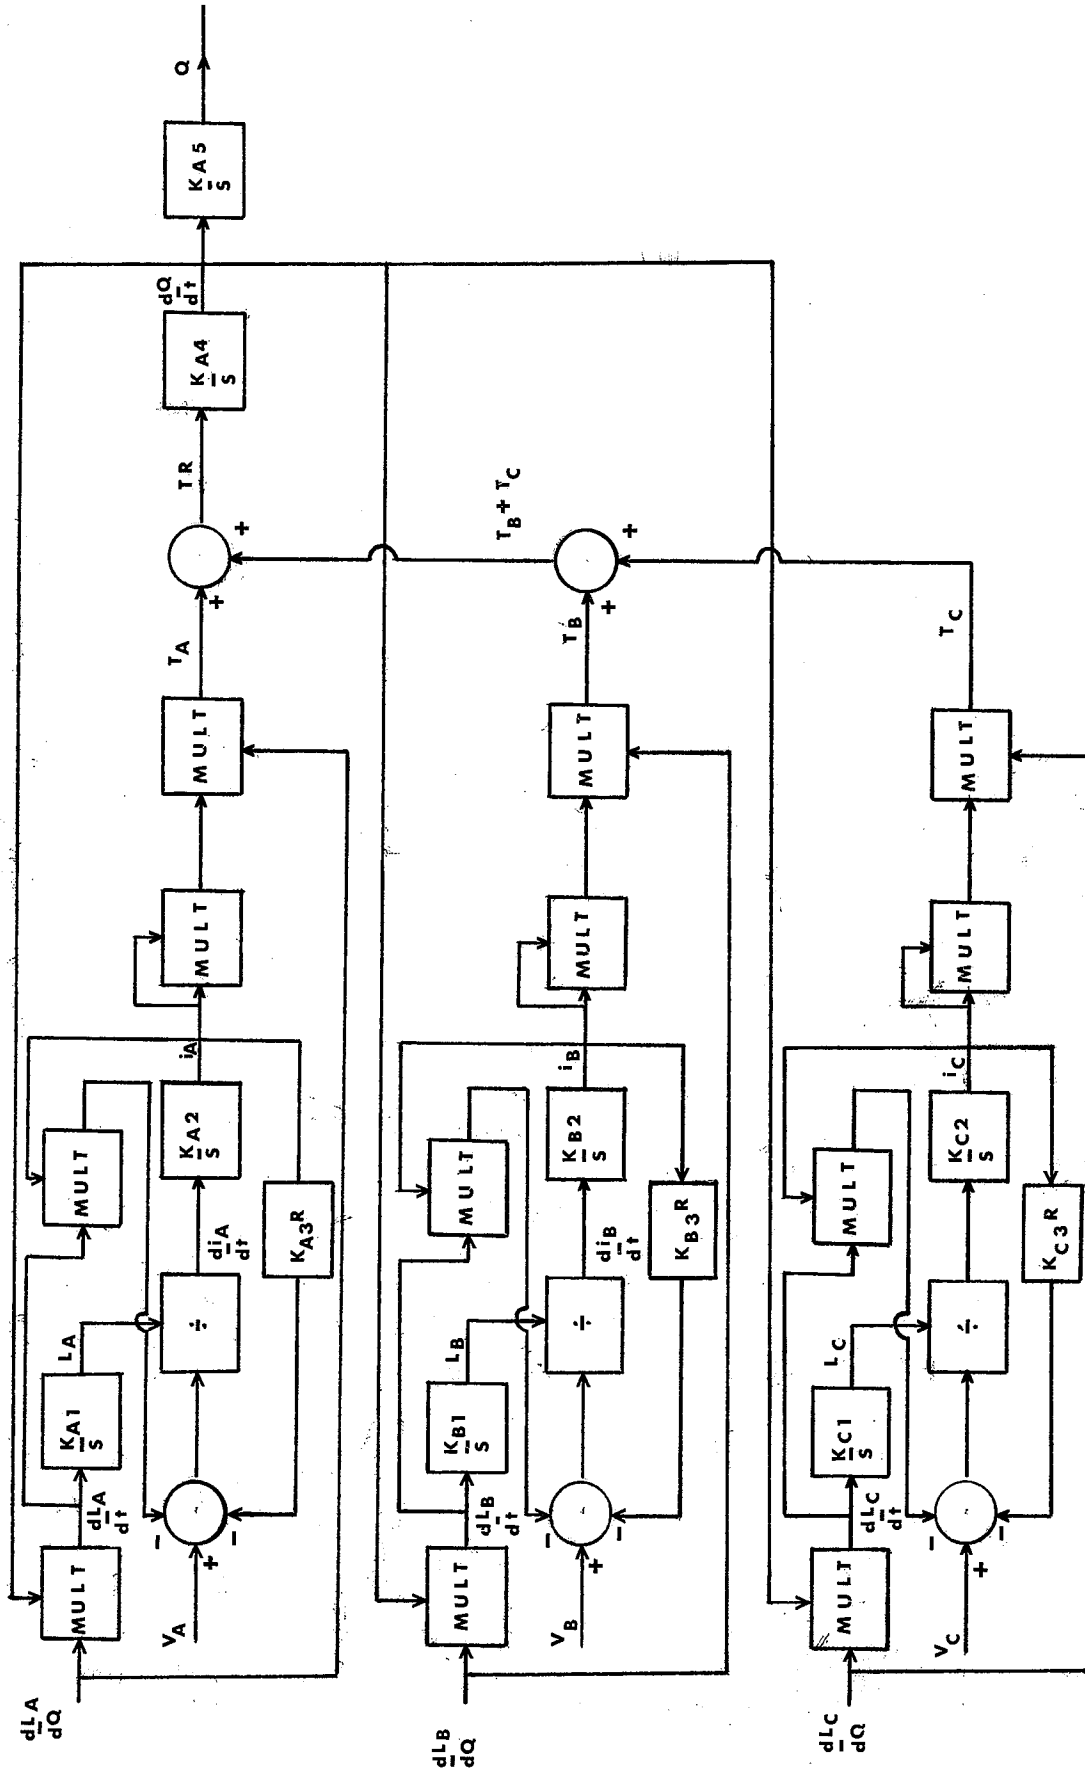 dLA
dQ
MULT
dLA
dt
KA1
S
LA
MULT
VA
+
-
-
÷
diA
dt
KA2
S
iA
KA3R
MULT
MULT
TA
+
+
TR
KA4
S
dQ
dt
KA5
S
Q
dLB
dQ
MULT
dLB
dt
KB1
S
LB
MULT
VB
+
-
-
÷
diB
dt
KB2
S
iB
KB3R
MULT
MULT
TB
+
+
TB+TC
dLC
dQ
MULT
dLC
dt
KC1
S
LC
MULT
VC
+
-
-
÷
KC2
S
iC
KC3R
MULT
MULT
TC